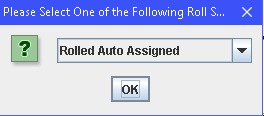 Please Select One of the Following Roll S...
?
Rolled Auto Assigned
OK